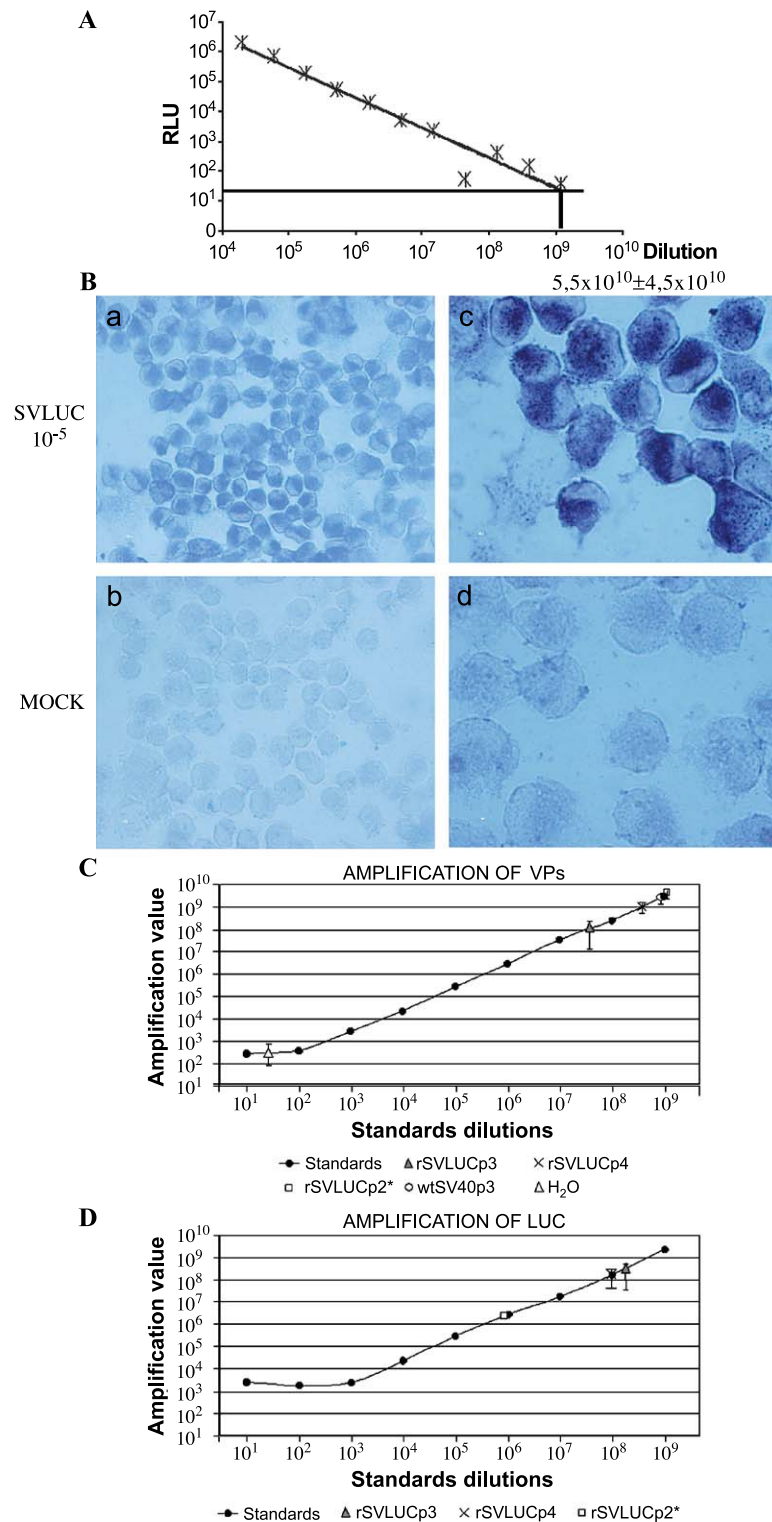 A
RLU
10⁷
10⁶
10⁵
10⁴
10³
10²
10¹
0
10⁴ 10⁵ 10⁶ 10⁷ 10⁸ 10⁹ 10¹⁰ Dilution
5,5x10¹⁰±4,5x10¹⁰
B
a
c
SVLUC
10⁻⁵
b
d
MOCK
C
AMPLIFICATION OF VPs
Amplification value
10¹⁰
10⁹
10⁸
10⁷
10⁶
10⁵
10⁴
10³
10²
10¹
10¹ 10² 10³ 10⁴ 10⁵ 10⁶ 10⁷ 10⁸ 10⁹
Standards dilutions
Standards rSVLUCp3 rSVLUCp4
rSVLUCp2* wtSV40p3 H₂O
D
AMPLIFICATION OF LUC
Amplification value
10¹⁰
10⁹
10⁸
10⁷
10⁶
10⁵
10⁴
10³
10²
10¹
10¹ 10² 10³ 10⁴ 10⁵ 10⁶ 10⁷ 10⁸ 10⁹
Standards dilutions
Standards rSVLUCp3 rSVLUCp4 rSVLUCp2*